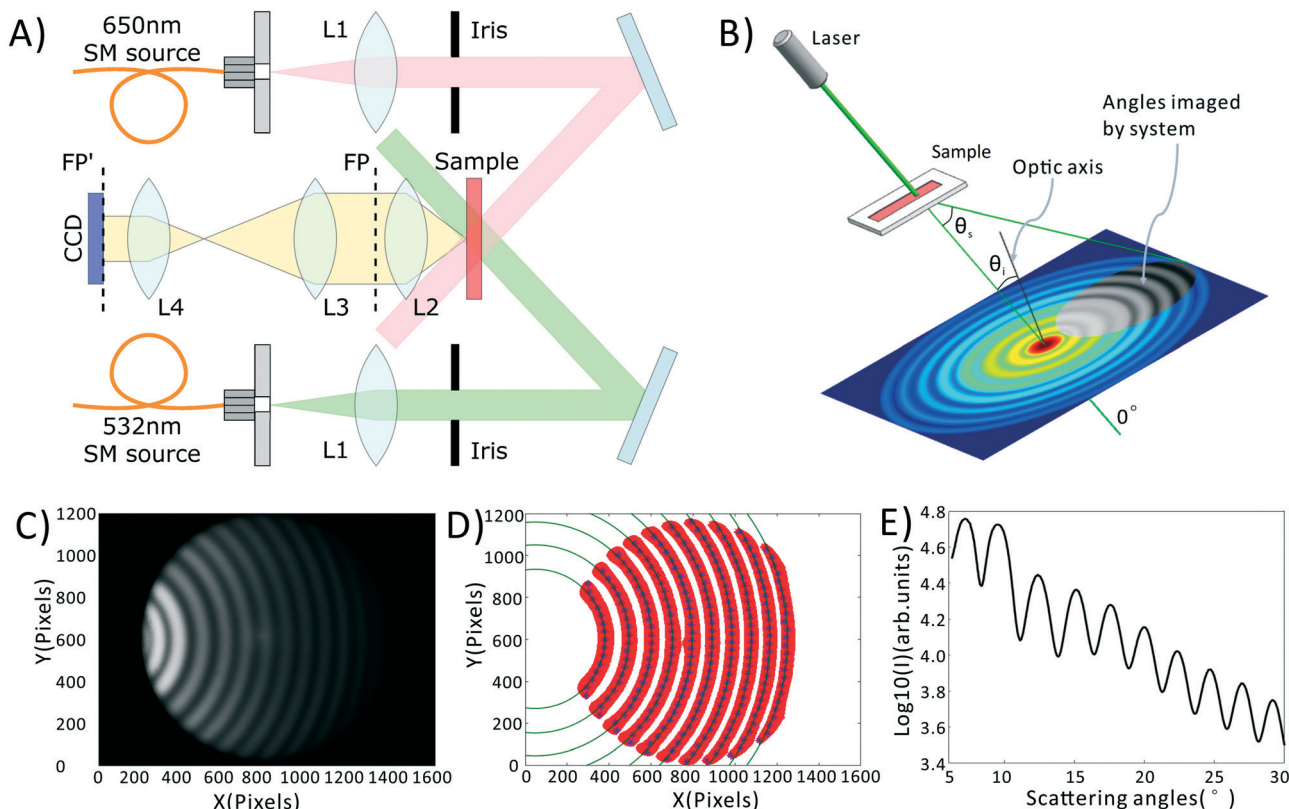 A)
650nm
SM source
L1
Iris
FP'
FP
Sample
CCD
L4
L3
L2
532nm
SM source
L1
Iris
B)
Laser
Angles imaged
by system
Sample
Optic axis
θs
θi
0°
C)
1200
1000
800
600
400
200
0
Y(Pixels)
0 200 400 600 800 1000 1200 1400 1600
X(Pixels)
D)
1200
1000
800
600
400
200
0
Y(Pixels)
0 200 400 600 800 1000 1200 1400 1600
X(Pixels)
E)
4.8
4.6
4.4
4.2
4.0
3.8
3.6
3.4
Log10(I)(arb.units)
5 10 15 20 25 30
Scattering angles(°)